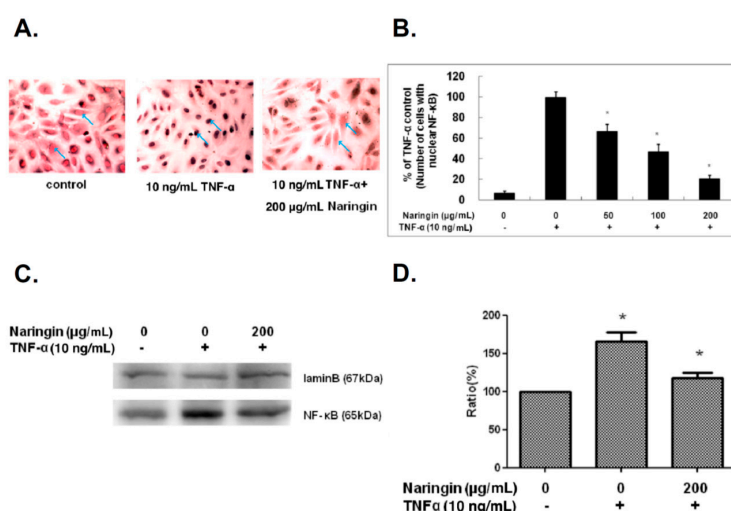 A.
control
10 ng/mL TNF-α
10 ng/mL TNF-α+
200 µg/mL Naringin
B.
% of TNF-α control
(Number of cells with
nuclear NF-κB)
120
100
80
60
40
20
0
* * *
Naringin (µg/mL) 0 0 50 100 200
TNF-α (10 ng/mL) - + + + +
C.
Naringin (µg/mL) 0 0 200
TNF-α (10 ng/mL) - + +
laminB (67kDa)
NF-κB (65kDa)
D.
Ratio(%)
200
150
100
50
0
* *
Naringin (µg/mL) 0 0 200
TNFα (10 ng/mL) - + +